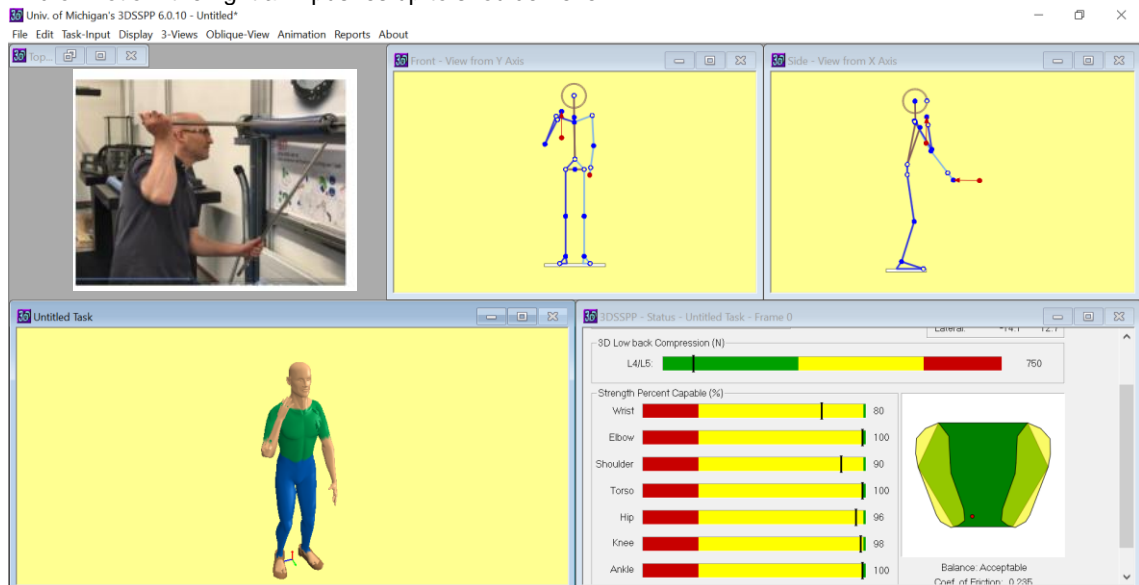 Univ. of Michigan's 3DSSPP 6.0.10 - Untitled*
File Edit Task-Input Display 3-Views Oblique-View Animation Reports About
Top...
Front - View from Y Axis
Side - View from X Axis
Untitled Task
3DSSPP - Status - Untitled Task - Frame 0
3D Low back Compression (N)
L4/L5: 750
Strength Percent Capable (%)
Wrist 80
Elbow 100
Shoulder 90
Torso 100
Hip 96
Knee 98
Ankle 100
Balance: Acceptable
Coef. of Friction: 0.235